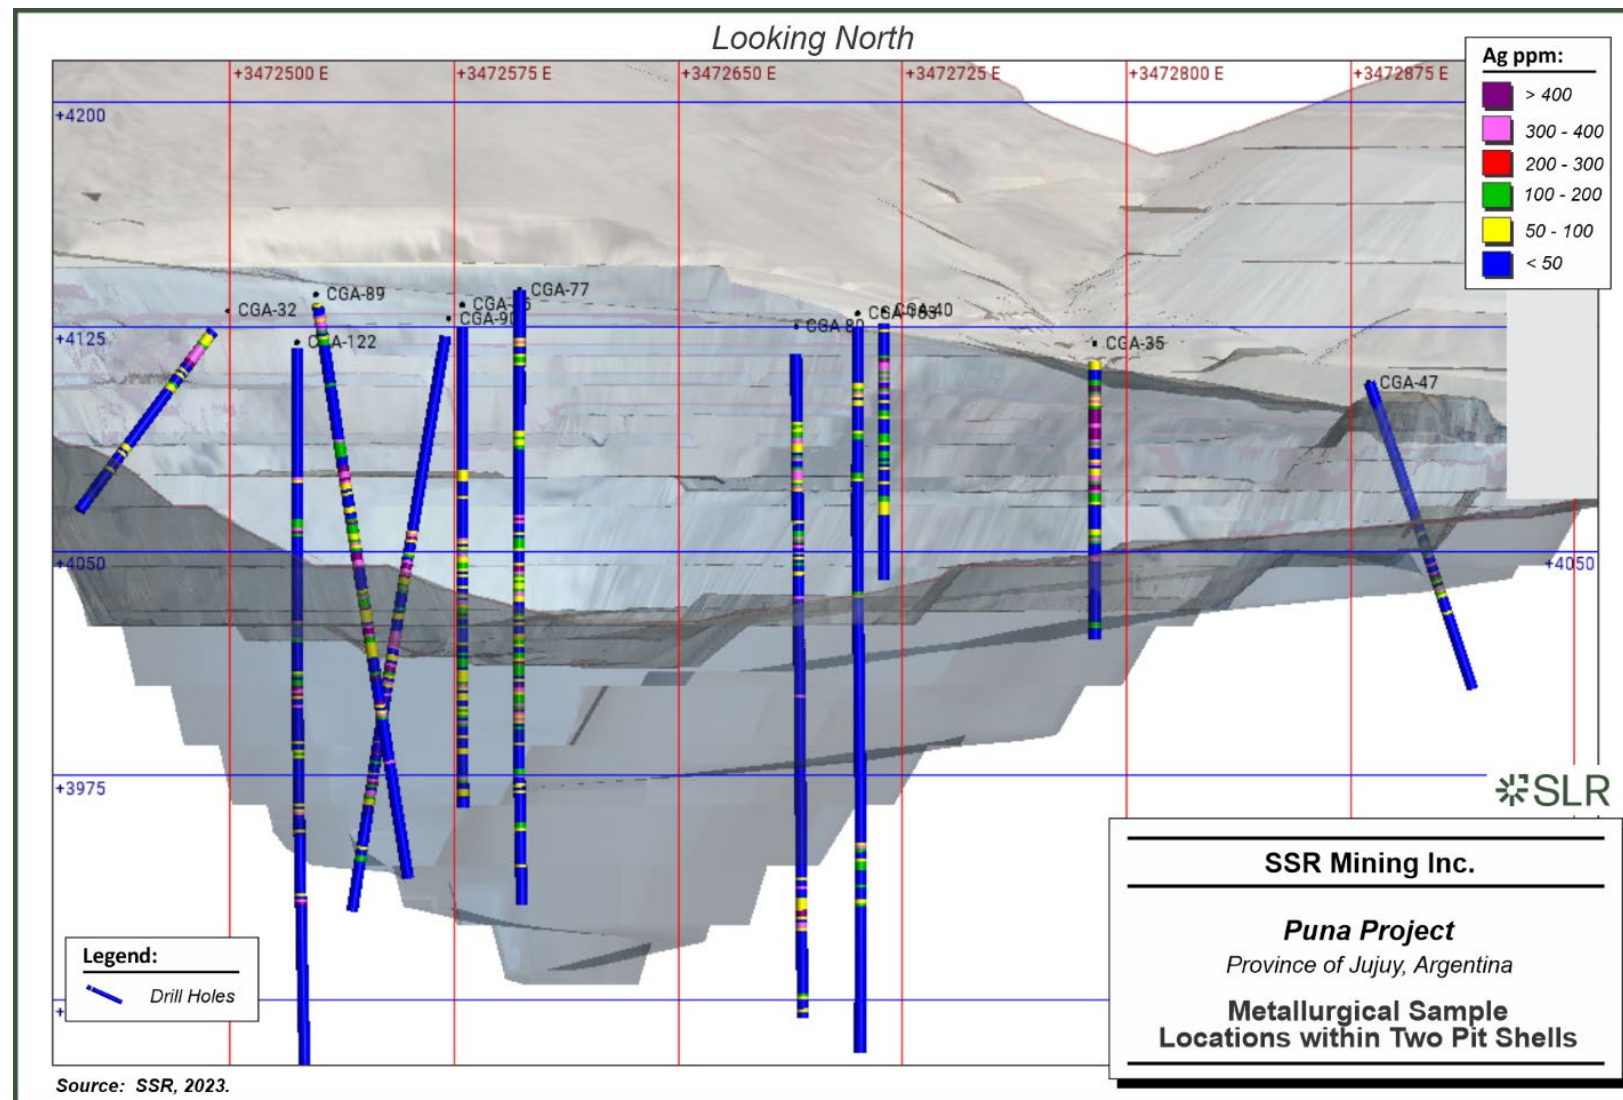 Looking North
+3472500 E
+3472575 E
+3472650 E
+3472725 E
+3472800 E
+3472875 E
Ag ppm:
> 400
300 - 400
200 - 300
100 - 200
50 - 100
< 50
+4200
CGA-89
CGA-77
CGA-32
CGA-90
CGA-80
+4125
CGA-35
CGA-47
+4050
+4050
+3975
SLR
SSR Mining Inc.
Puna Project
Province of Jujuy, Argentina
Metallurgical Sample
Locations within Two Pit Shells
Legend:
Drill Holes
Source: SSR, 2023.